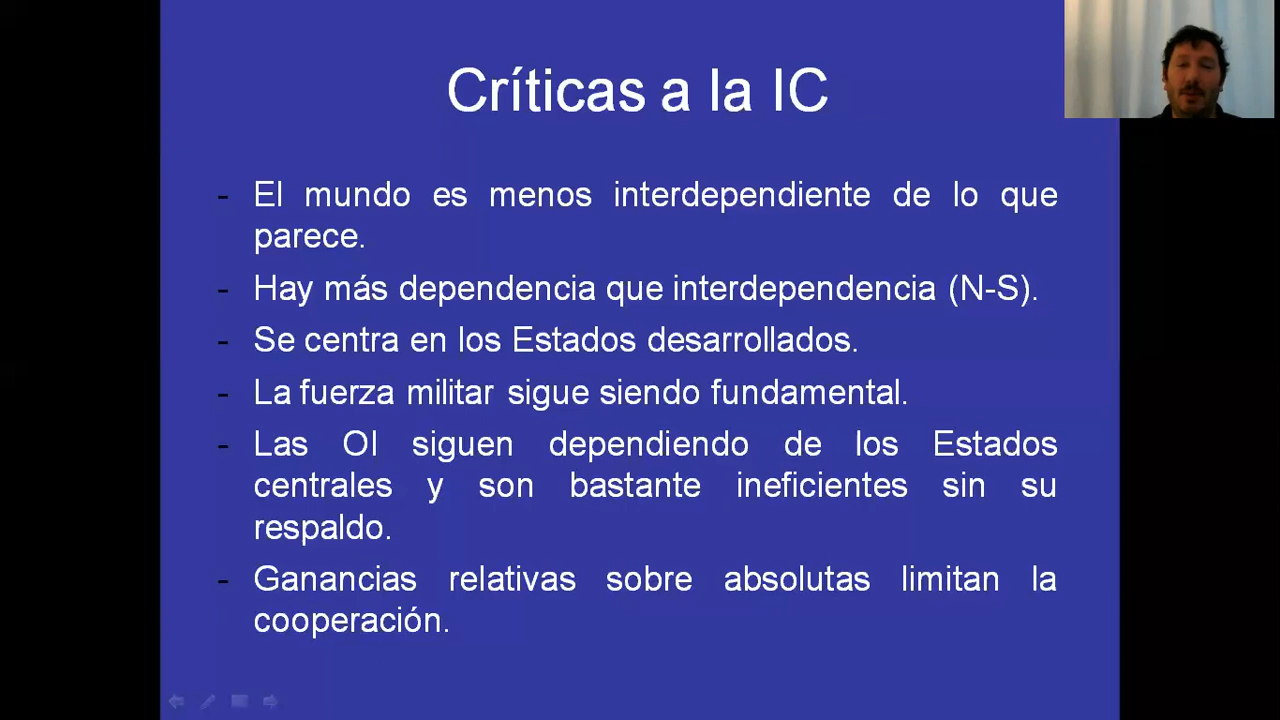 Críticas a la IC
- El mundo es menos interdependiente de lo que
parece.
- Hay más dependencia que interdependencia (N-S).
- Se centra en los Estados desarrollados.
- La fuerza militar sigue siendo fundamental.
- Las OI siguen dependiendo de los Estados
centrales y son bastante ineficientes sin su
respaldo.
- Ganancias relativas sobre absolutas limitan la
cooperación.